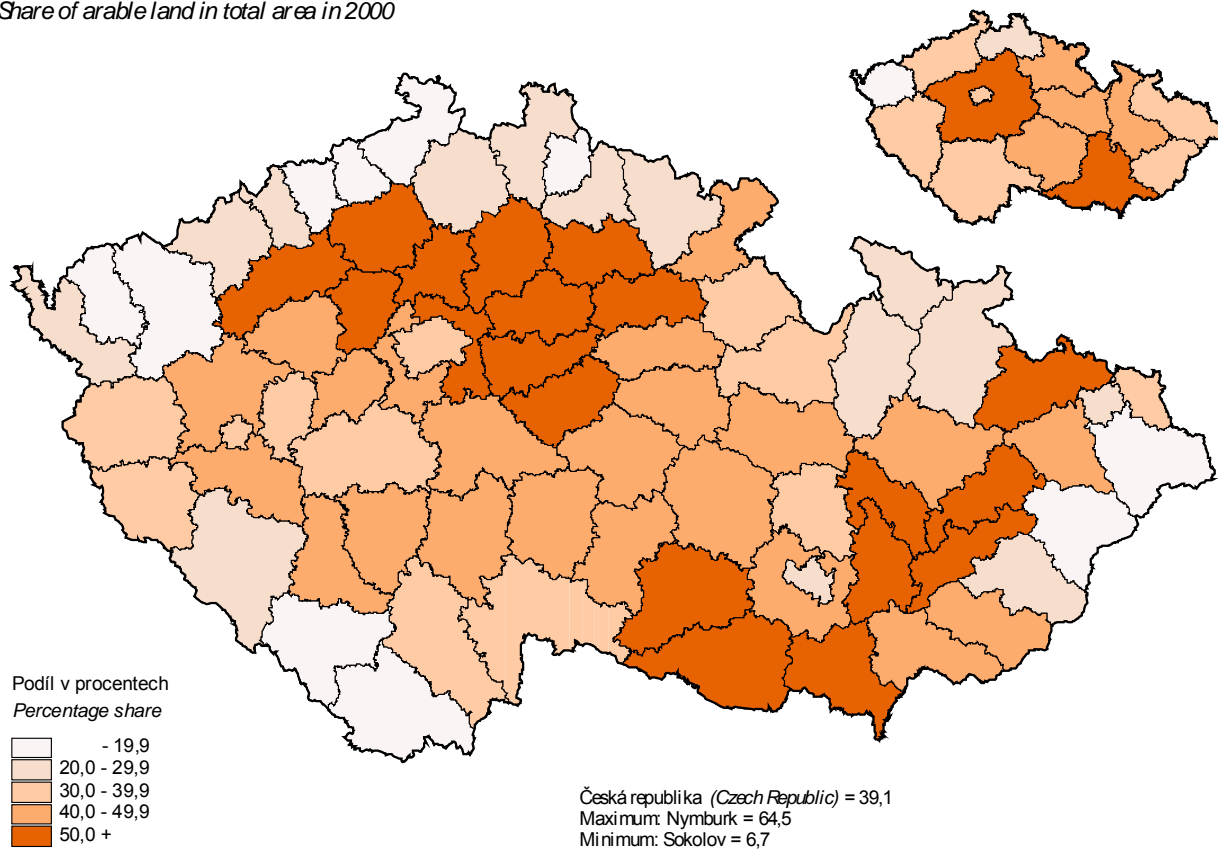 Share of arable land in total area in 2000
Podíl v procentech
Percentage share
- 19,9
20,0 - 29,9
30,0 - 39,9
40,0 - 49,9
50,0 +
Česká republika (Czech Republic) = 39,1
Maximum: Nymburk = 64,5
Minimum: Sokolov = 6,7